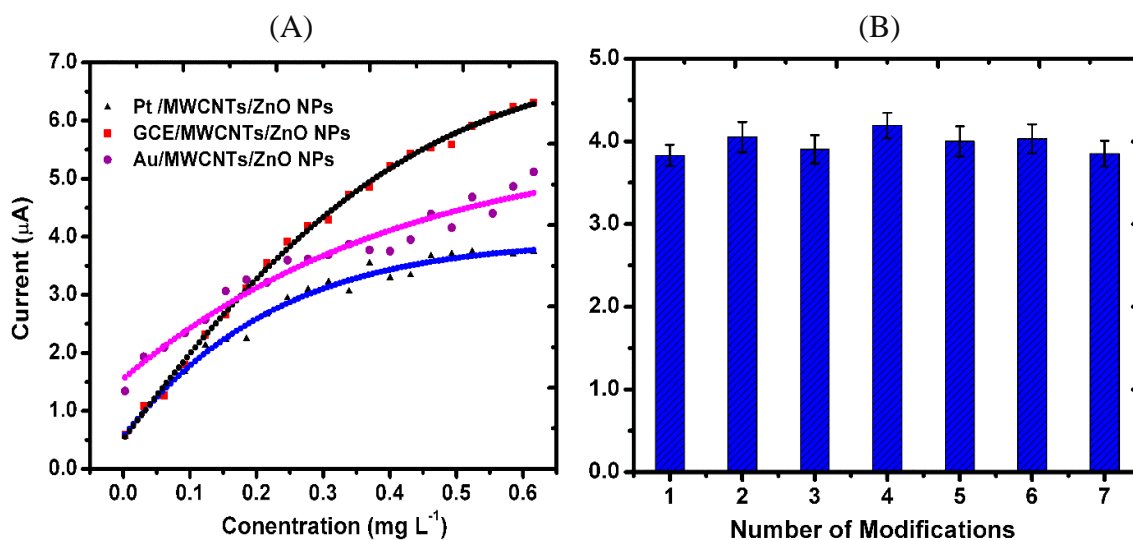 (A)
7.0
6.0
5.0
4.0
3.0
2.0
1.0
0.0
Current (μA)
Pt /MWCNTs/ZnO NPs
GCE/MWCNTs/ZnO NPs
Au/MWCNTs/ZnO NPs
0.0 0.1 0.2 0.3 0.4 0.5 0.6
Conentration (mg L⁻¹)
(B)
5.0
4.0
3.0
2.0
1.0
0.0
1 2 3 4 5 6 7
Number of Modifications